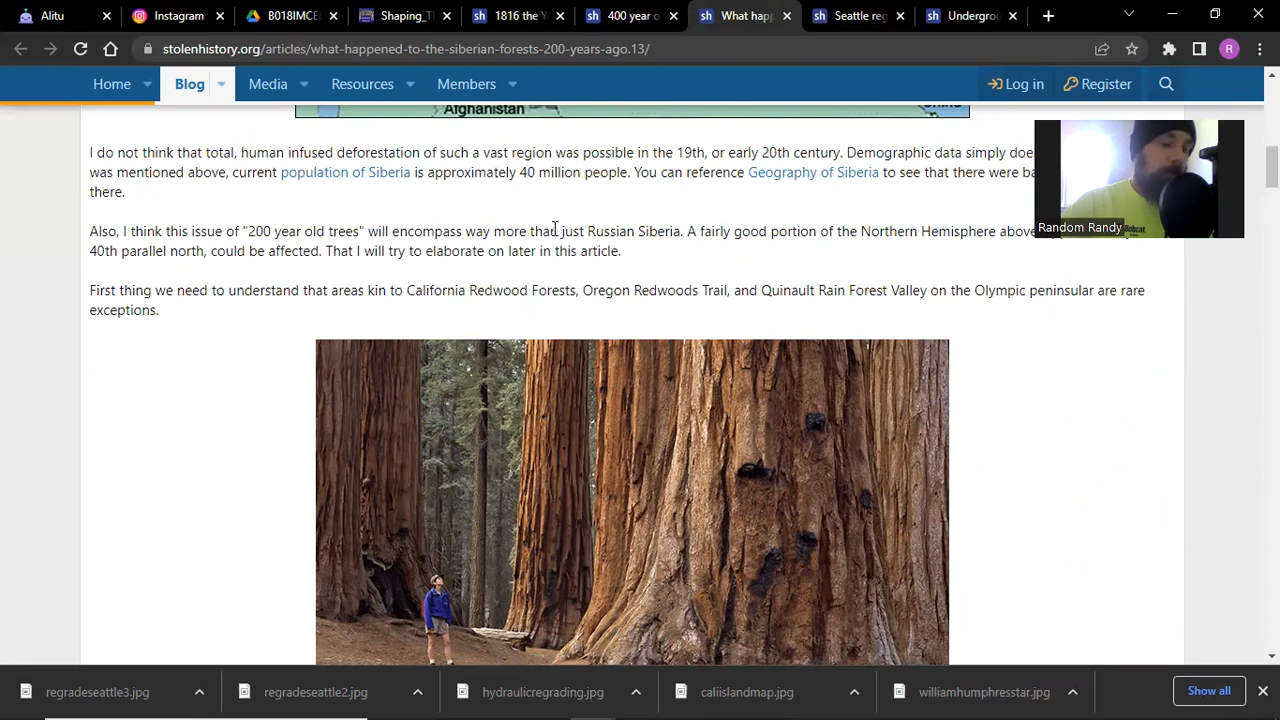 Alitu
Instagram
B018IMCE
Shaping_T
1816 the Y
400 year o
What hap
Seattle reg
Undergrou
stolenhistory.org/articles/what-happened-to-the-siberian-forests-200-years-ago.13/
R
Home
Blog
Media
Resources
Members
Log in
Register
Afghanistan
China
I do not think that total, human infused deforestation of such a vast region was possible in the 19th, or early 20th century. Demographic data simply doe
was mentioned above, current population of Siberia is approximately 40 million people. You can reference Geography of Siberia to see that there were ba
there.
Also, I think this issue of "200 year old trees" will encompass way more than just Russian Siberia. A fairly good portion of the Northern Hemisphere above
40th parallel north, could be affected. That I will try to elaborate on later in this article.
First thing we need to understand that areas kin to California Redwood Forests, Oregon Redwoods Trail, and Quinault Rain Forest Valley on the Olympic peninsular are rare
exceptions.
Bobcat.
Random Randy
regradeseattle3.jpg
regradeseattle2.jpg
hydraulicregrading.jpg
caliislandmap.jpg
williamhumphresstar.jpg
Show all